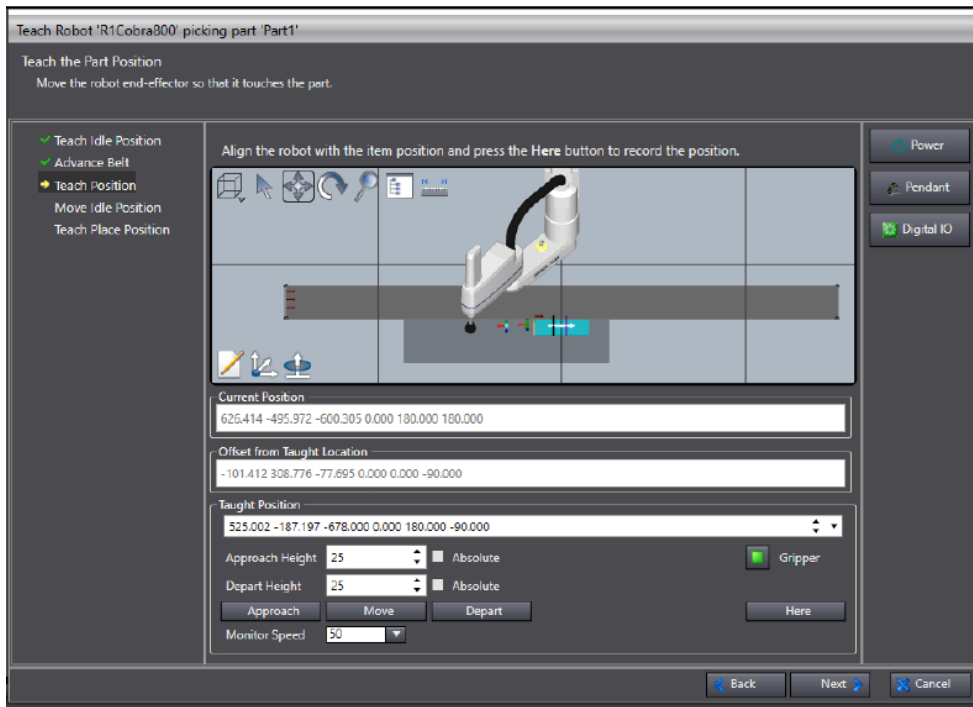 Teach Robot 'R1Cobra800' picking part 'Part1'
Teach the Part Position
Move the robot end-effector so that it touches the part.
Teach Idle Position
Advance Belt
Teach Position
Move Idle Position
Teach Place Position
Align the robot with the item position and press the Here button to record the position.
Power
Pendant
Digital IO
Current Position
626.414 -495.972 -600.305 0.000 180.000 180.000
Offset from Taught Location
-101.412 308.776 -77.695 0.000 0.000 -90.000
Taught Position
525.002 -187.197 -678.000 0.000 180.000 -90.000
Approach Height 25 Absolute Gripper
Depart Height 25 Absolute
Approach Move Depart Here
Monitor Speed 50
Back Next Cancel